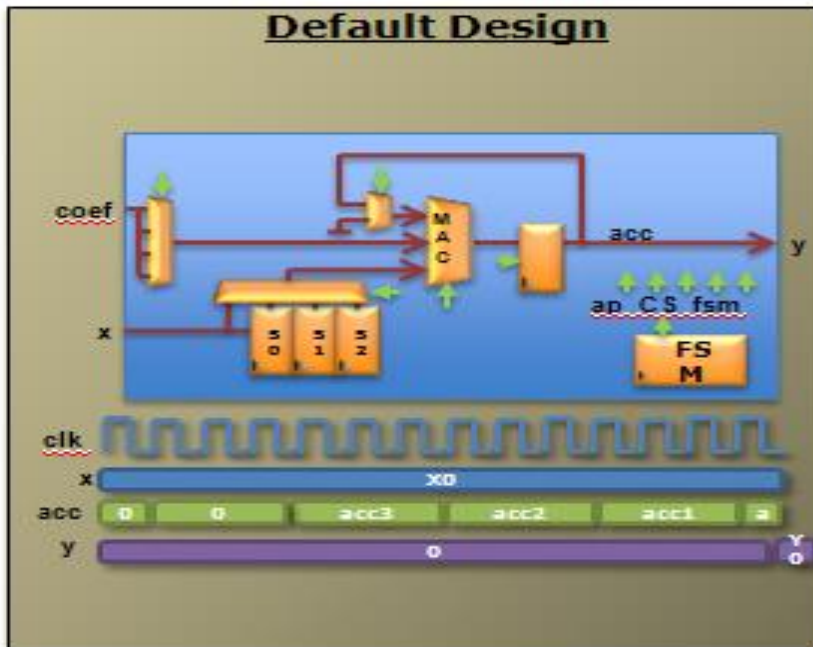 Default Design
coef
M
A
C
acc
y
x
S
0
S
1
S
2
ap_CS_fsm
FS
M
clk
x
X0
acc
0
0
acc3
acc2
acc1
a
y
0
Y
0